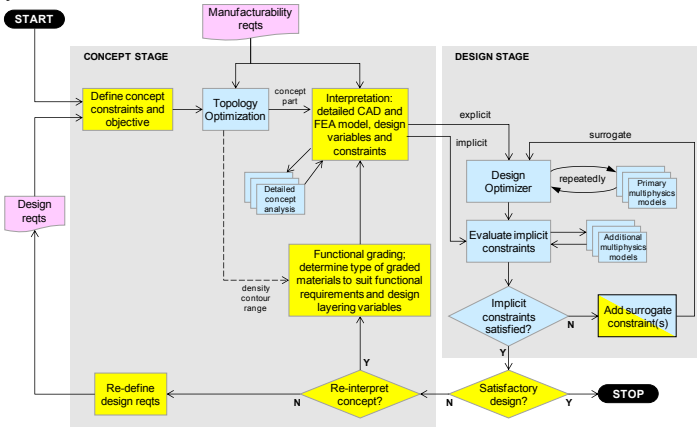 START
Manufacturability
reqts
CONCEPT STAGE
DESIGN STAGE
Define concept
constraints and
objective
Topology
Optimization
concept
part
Interpretation:
detailed CAD and
FEA model, design
variables and
constraints
explicit
implicit
surrogate
Design
Optimizer
repeatedly
Primary
multiphysics
models
Detailed
concept
analysis
Design
reqts
Evaluate implicit
constraints
Additional
multiphysics
models
Functional grading;
determine type of graded
materials to suit functional
requirements and design
layering variables
density
contour
range
Implicit
constraints
satisfied?
N
Add surrogate
constraint(s)
Y
Y
Re-define
design reqts
N
Re-interpret
concept?
N
Satisfactory
design?
Y
STOP